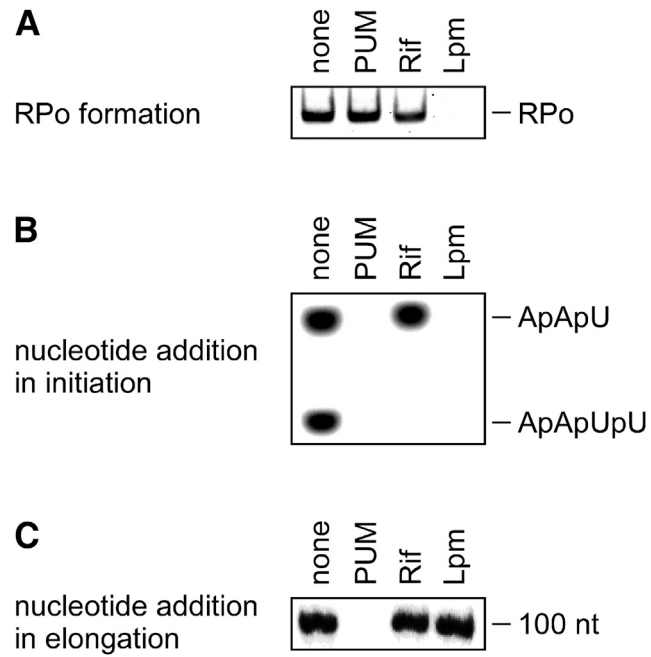 A
none PUM Rif Lpm
RPo formation
RPo
B
none PUM Rif Lpm
ApApU
nucleotide addition
in initiation
ApApUpU
C
none PUM Rif Lpm
nucleotide addition
in elongation
100 nt